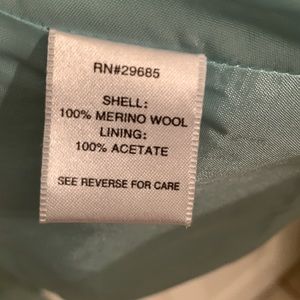 RN#29685
SHELL:
100% MERINO WOOL
LINING:
100% ACETATE
SEE REVERSE FOR CARE